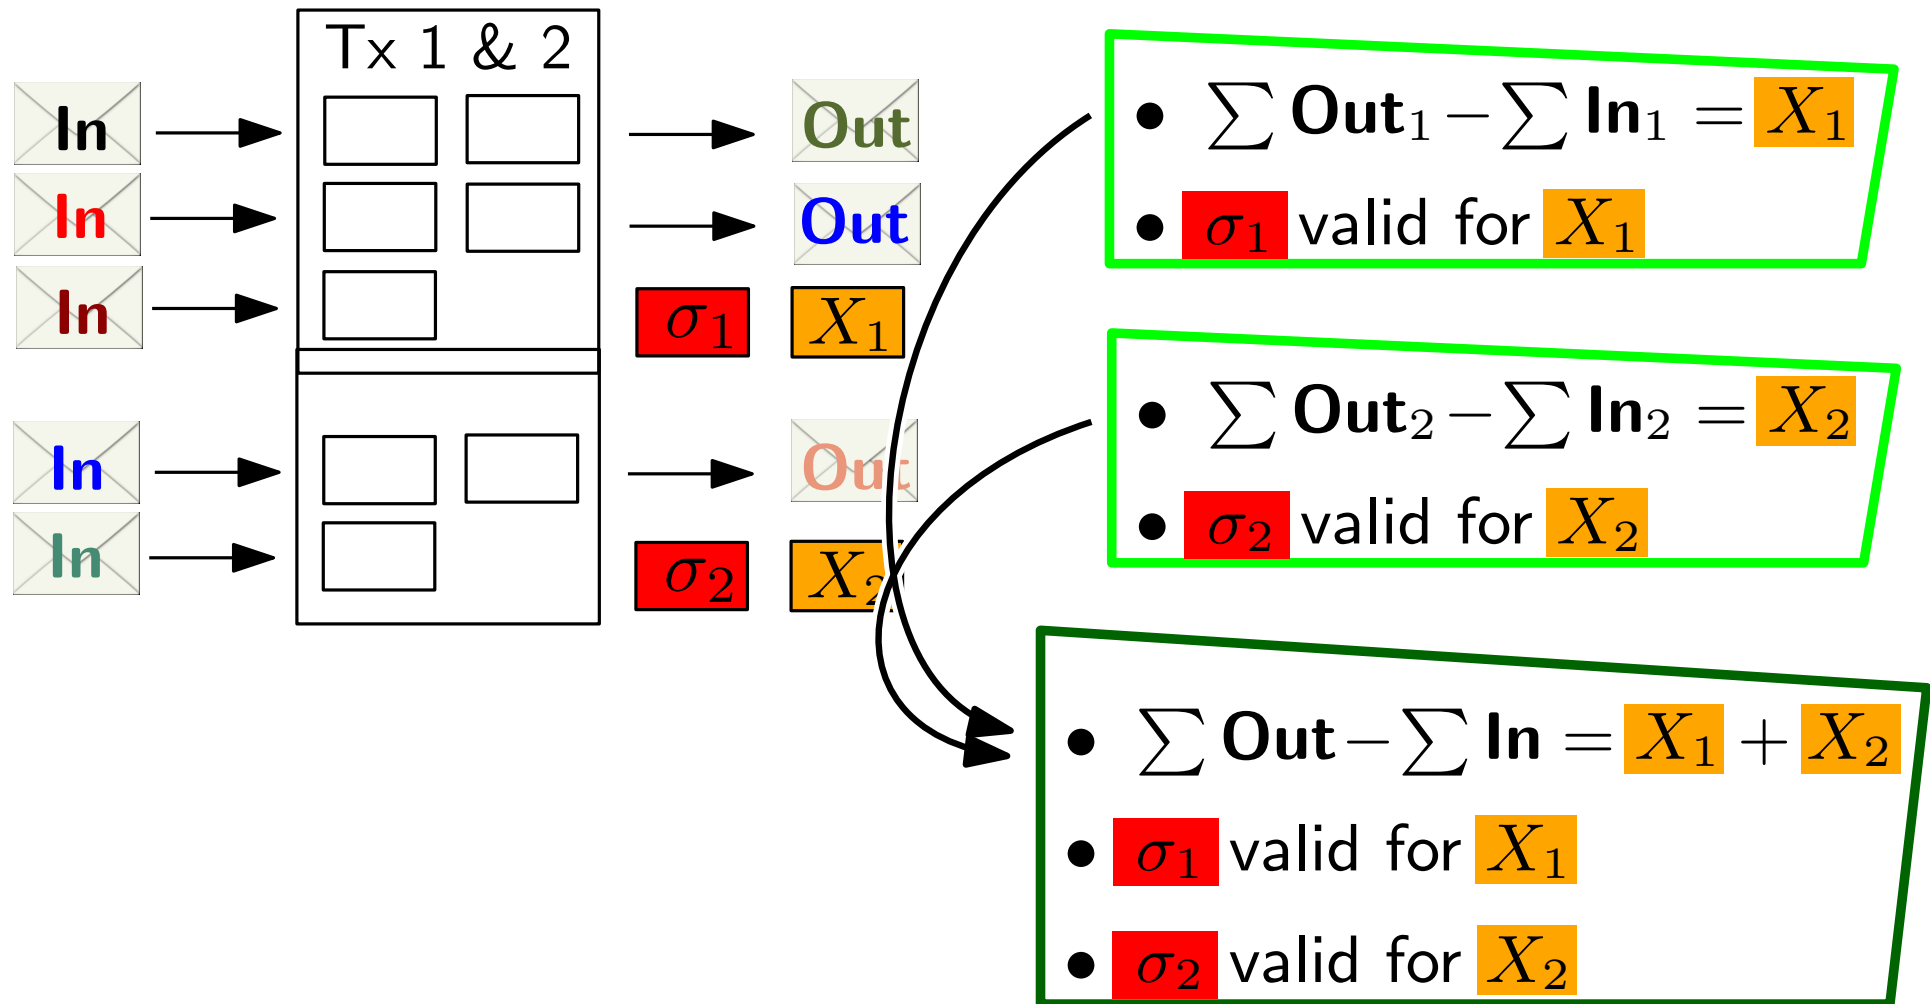 Tx 1 & 2
In
In
In
In
In
Out
Out
σ₁ X₁
Out
σ₂ X₂
• ∑ Out₁ − ∑ In₁ = X₁
• σ₁ valid for X₁
• ∑ Out₂ − ∑ In₂ = X₂
• σ₂ valid for X₂
• ∑ Out − ∑ In = X₁ + X₂
• σ₁ valid for X₁
• σ₂ valid for X₂